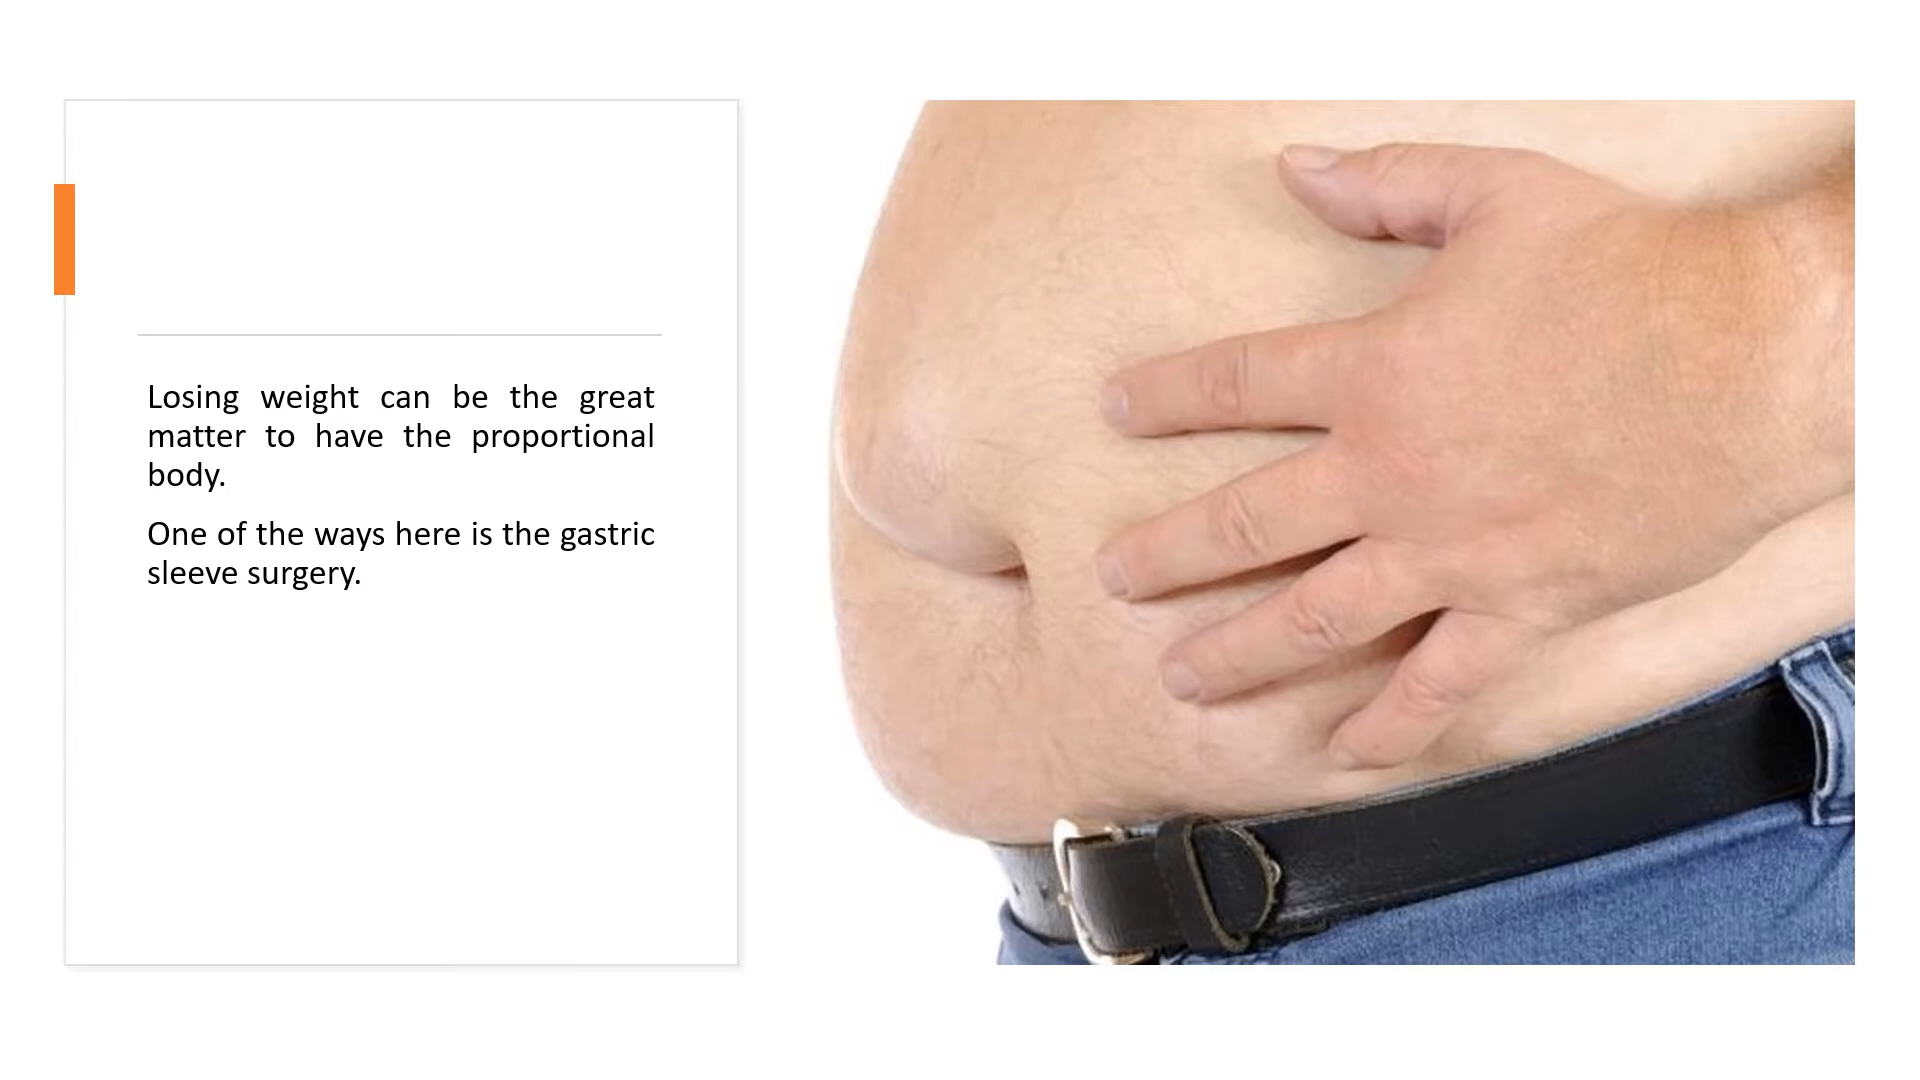 Losing weight can be the great
matter to have the proportional
body.
One of the ways here is the gastric
sleeve surgery.